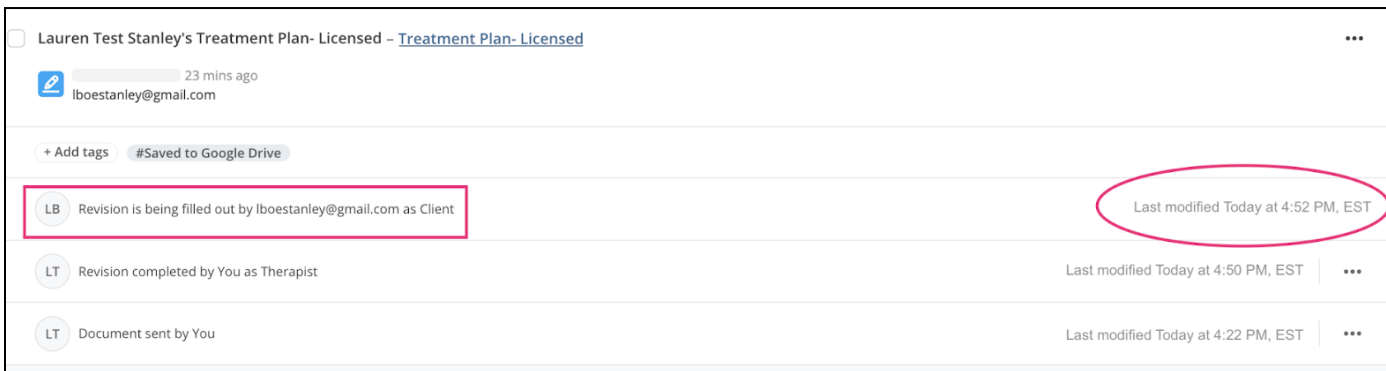 Lauren Test Stanley's Treatment Plan- Licensed – Treatment Plan- Licensed
23 mins ago
lboestanley@gmail.com
+ Add tags #Saved to Google Drive
LB Revision is being filled out by lboestanley@gmail.com as Client Last modified Today at 4:52 PM, EST
LT Revision completed by You as Therapist Last modified Today at 4:50 PM, EST
LT Document sent by You Last modified Today at 4:22 PM, EST